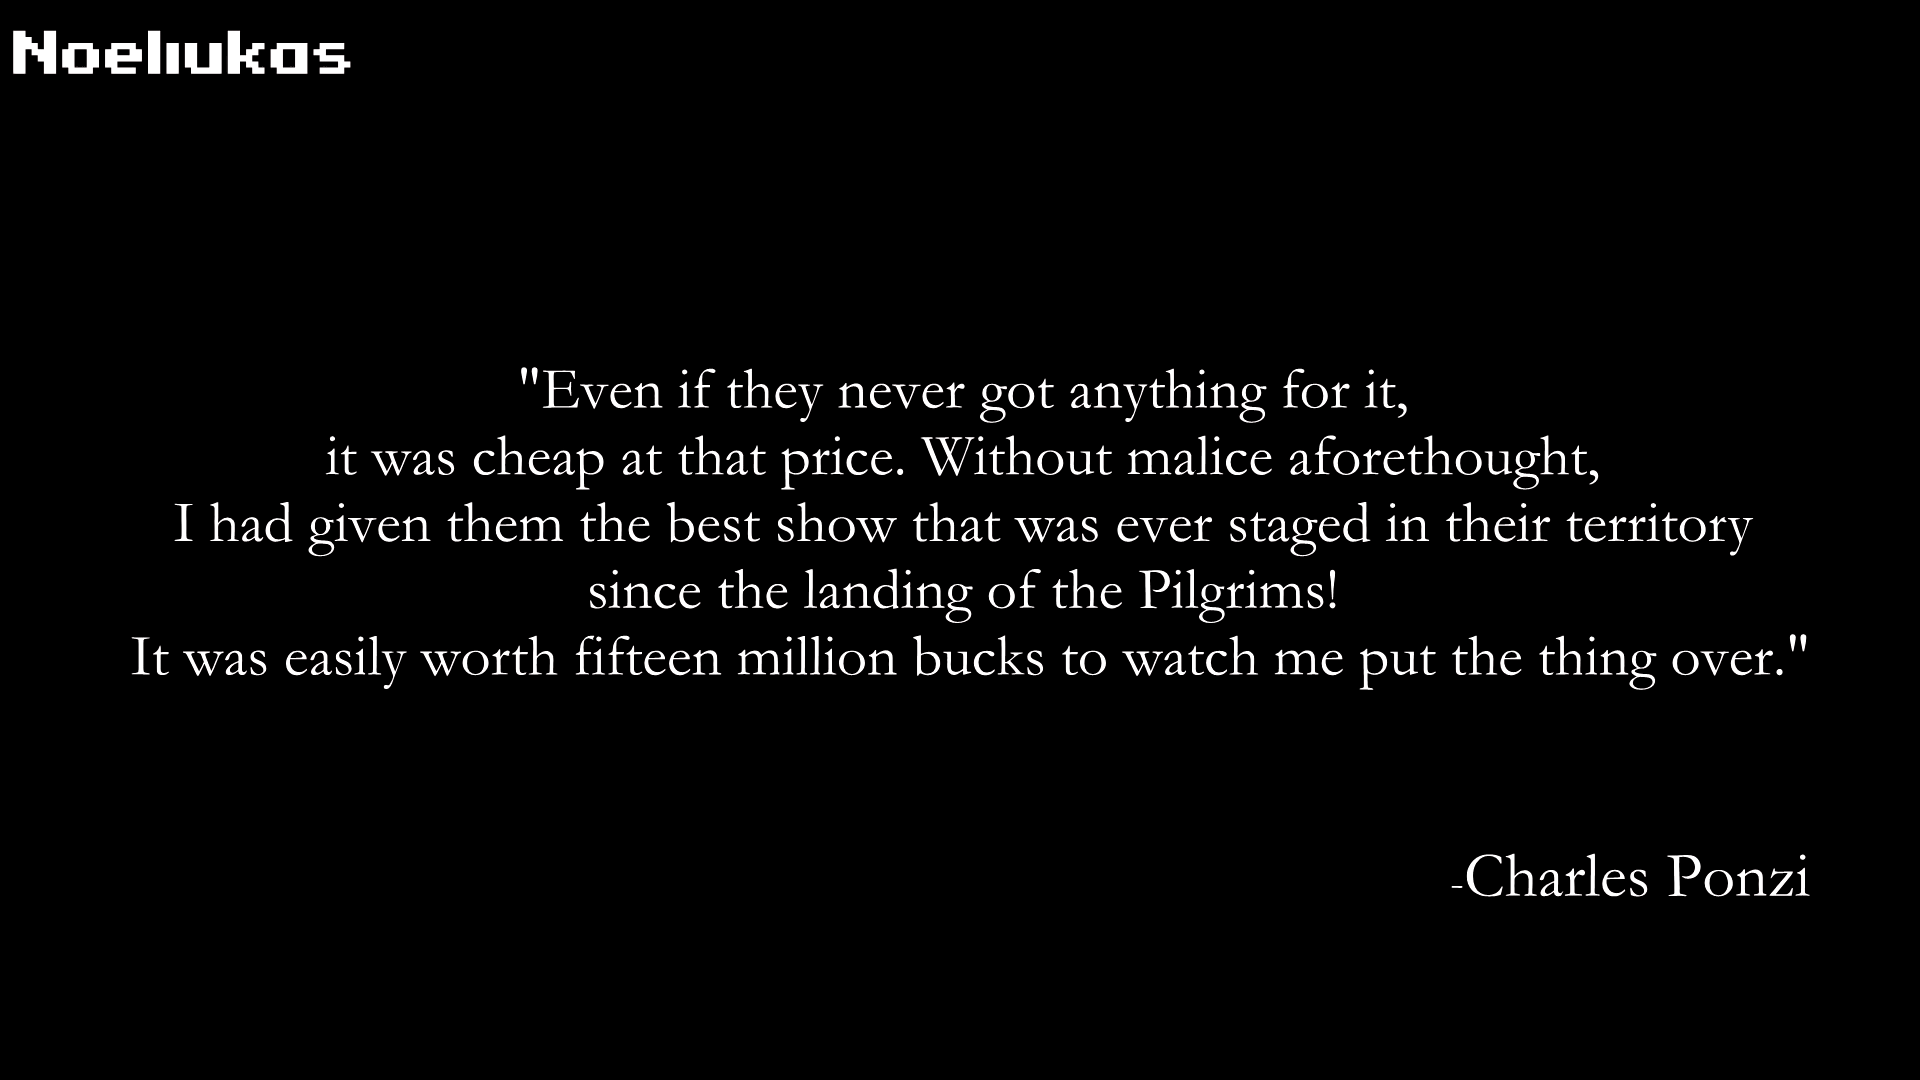 Noeliukas
"Even if they never got anything for it,
it was cheap at that price. Without malice aforethought,
I had given them the best show that was ever staged in their territory
since the landing of the Pilgrims!
It was easily worth fifteen million bucks to watch me put the thing over."
-Charles Ponzi